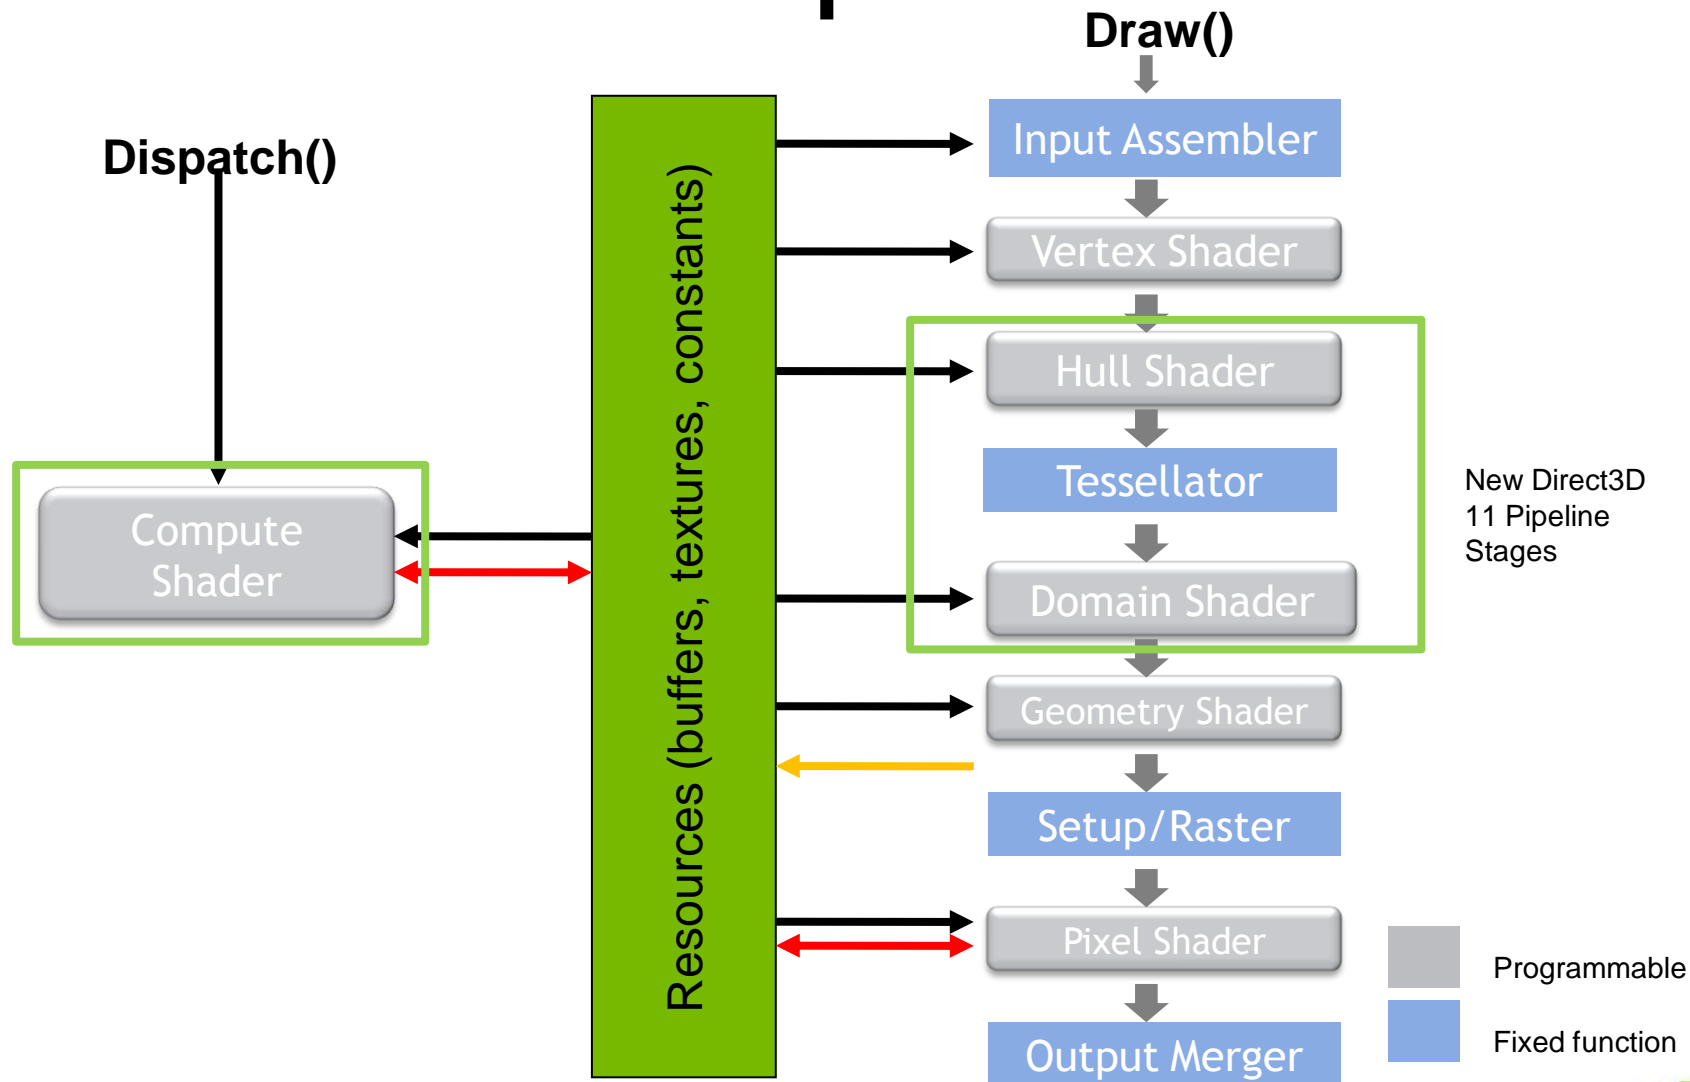 Draw()
Dispatch()
Input Assembler
Vertex Shader
Hull Shader
Tessellator
Domain Shader
Geometry Shader
Setup/Raster
Pixel Shader
Output Merger
Compute
Shader
Resources (buffers, textures, constants)
New Direct3D
11 Pipeline
Stages
Programmable
Fixed function